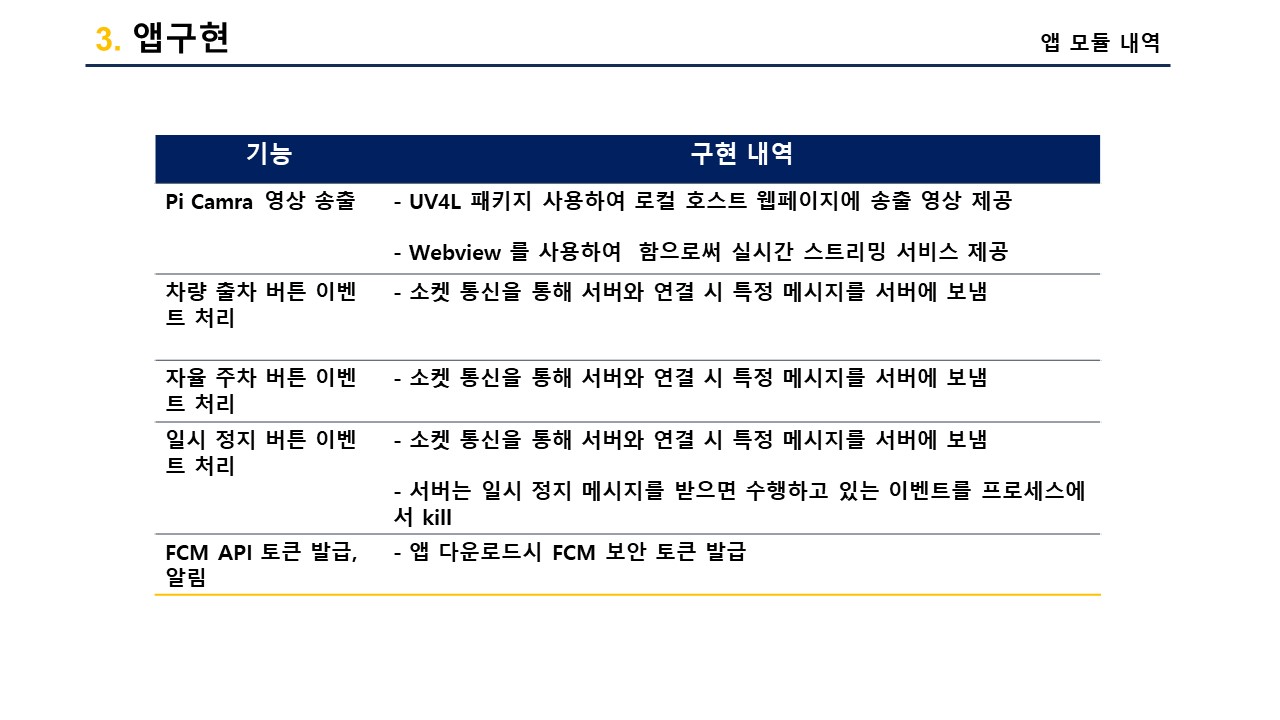 3. 앱구현
앱 모듈 내역
기능
구현 내역
Pi Camra 영상 송출
- UV4L 패키지 사용하여 로컬 호스트 웹페이지에 송출 영상 제공
- Webview 를 사용하여 함으로써 실시간 스트리밍 서비스 제공
차량 출차 버튼 이벤
트 처리
- 소켓 통신을 통해 서버와 연결 시 특정 메시지를 서버에 보냄
자율 주차 버튼 이벤
트 처리
- 소켓 통신을 통해 서버와 연결 시 특정 메시지를 서버에 보냄
일시 정지 버튼 이벤
트 처리
- 소켓 통신을 통해 서버와 연결 시 특정 메시지를 서버에 보냄
- 서버는 일시 정지 메시지를 받으면 수행하고 있는 이벤트를 프로세스에
서 kill
FCM API 토큰 발급,
알림
- 앱 다운로드시 FCM 보안 토큰 발급